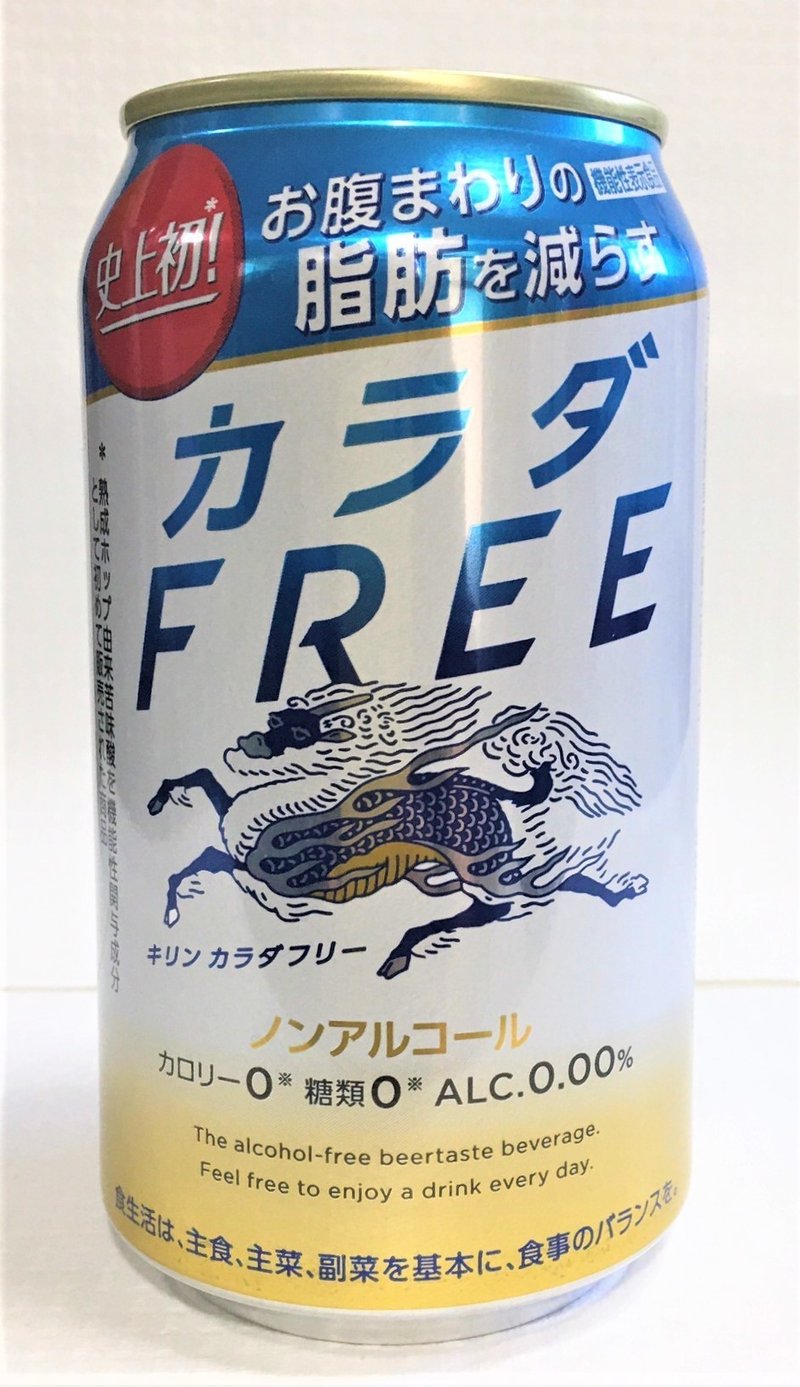 史上初!*
お腹まわりの
機能性表示食品
脂肪を減らす
カラダ
FREE
*熟成ホップ由来苦味酸を機能性関与成分
として初めて販売された商品
キリン カラダフリー
ノンアルコール
カロリー0※ 糖類0※ ALC.0.00%
The alcohol-free beertaste beverage.
Feel free to enjoy a drink every day.
食生活は、主食、主菜、副菜を基本に、食事のバランスを。